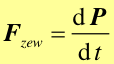 F_zew = dP/dt